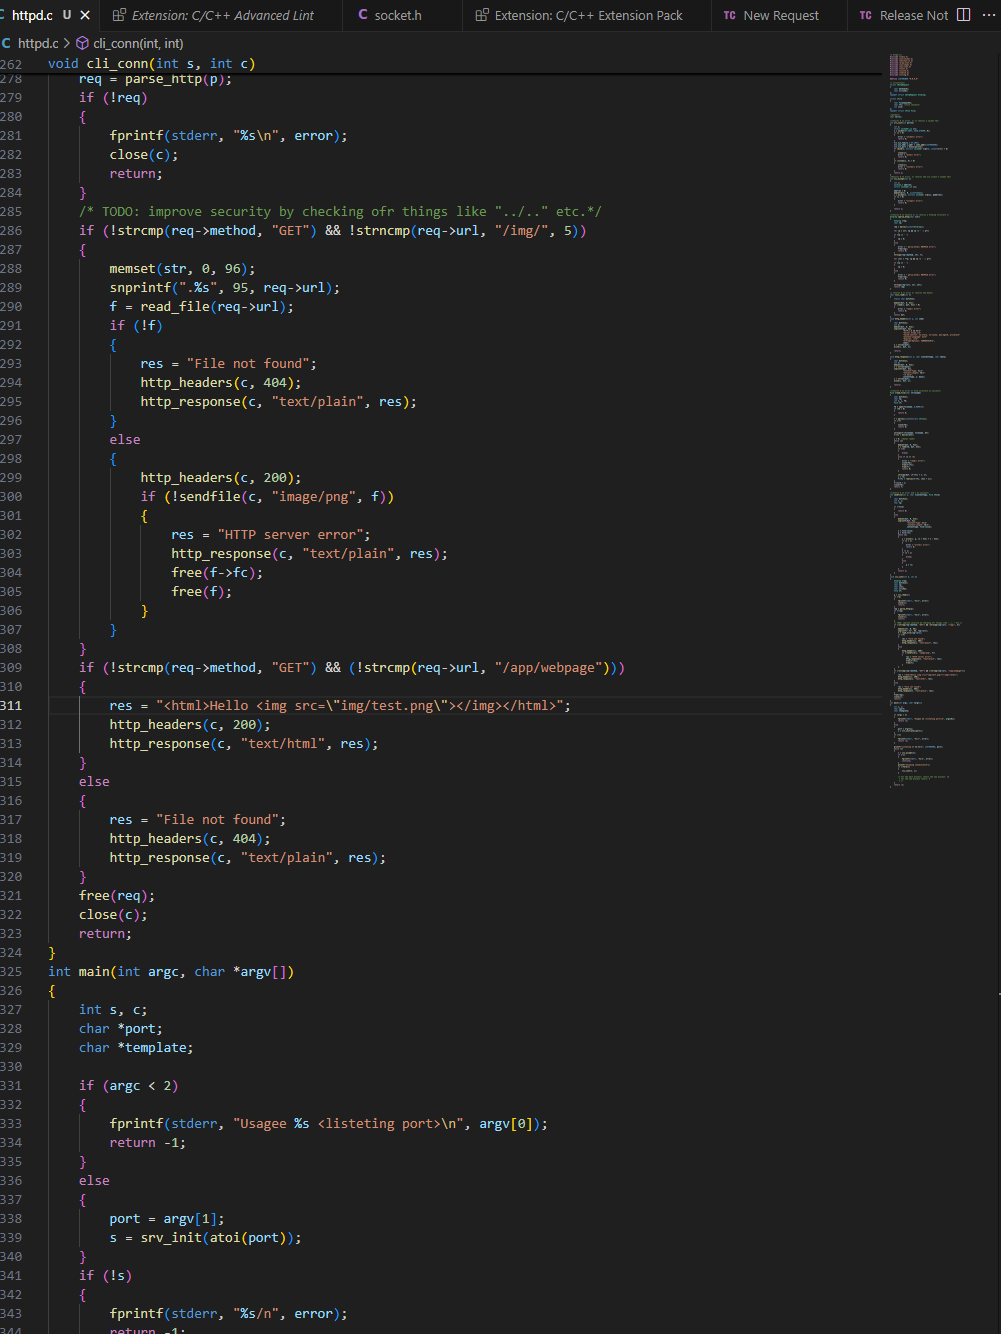 httpd.c U Extension: C/C++ Advanced Lint socket.h Extension: C/C++ Extension Pack TC New Request TC Release Not
C httpd.c > cli_conn(int, int)
262 void cli_conn(int s, int c)
278 req = parse_http(p);
279 if (!req)
280 {
281 fprintf(stderr, "%s\n", error);
282 close(c);
283 return;
284 }
285 /* TODO: improve security by checking ofr things like "../.." etc.*/
286 if (!strcmp(req->method, "GET") && !strncmp(req->url, "/img/", 5))
287 {
288 memset(str, 0, 96);
289 snprintf(".%s", 95, req->url);
290 f = read_file(req->url);
291 if (!f)
292 {
293 res = "File not found";
294 http_headers(c, 404);
295 http_response(c, "text/plain", res);
296 }
297 else
298 {
299 http_headers(c, 200);
300 if (!sendfile(c, "image/png", f))
301 {
302 res = "HTTP server error";
303 http_response(c, "text/plain", res);
304 free(f->fc);
305 free(f);
306 }
307 }
308 }
309 if (!strcmp(req->method, "GET") && (!strcmp(req->url, "/app/webpage")))
310 {
311 res = "<html>Hello <img src=\"img/test.png\"></img></html>";
312 http_headers(c, 200);
313 http_response(c, "text/html", res);
314 }
315 else
316 {
317 res = "File not found";
318 http_headers(c, 404);
319 http_response(c, "text/plain", res);
320 }
321 free(req);
322 close(c);
323 return;
324 }
325 int main(int argc, char *argv[])
326 {
327 int s, c;
328 char *port;
329 char *template;
330
331 if (argc < 2)
332 {
333 fprintf(stderr, "Usagee %s <listeting port>\n", argv[0]);
334 return -1;
335 }
336 else
337 {
338 port = argv[1];
339 s = srv_init(atoi(port));
340 }
341 if (!s)
342 {
343 fprintf(stderr, "%s/n", error);
344 return -1;